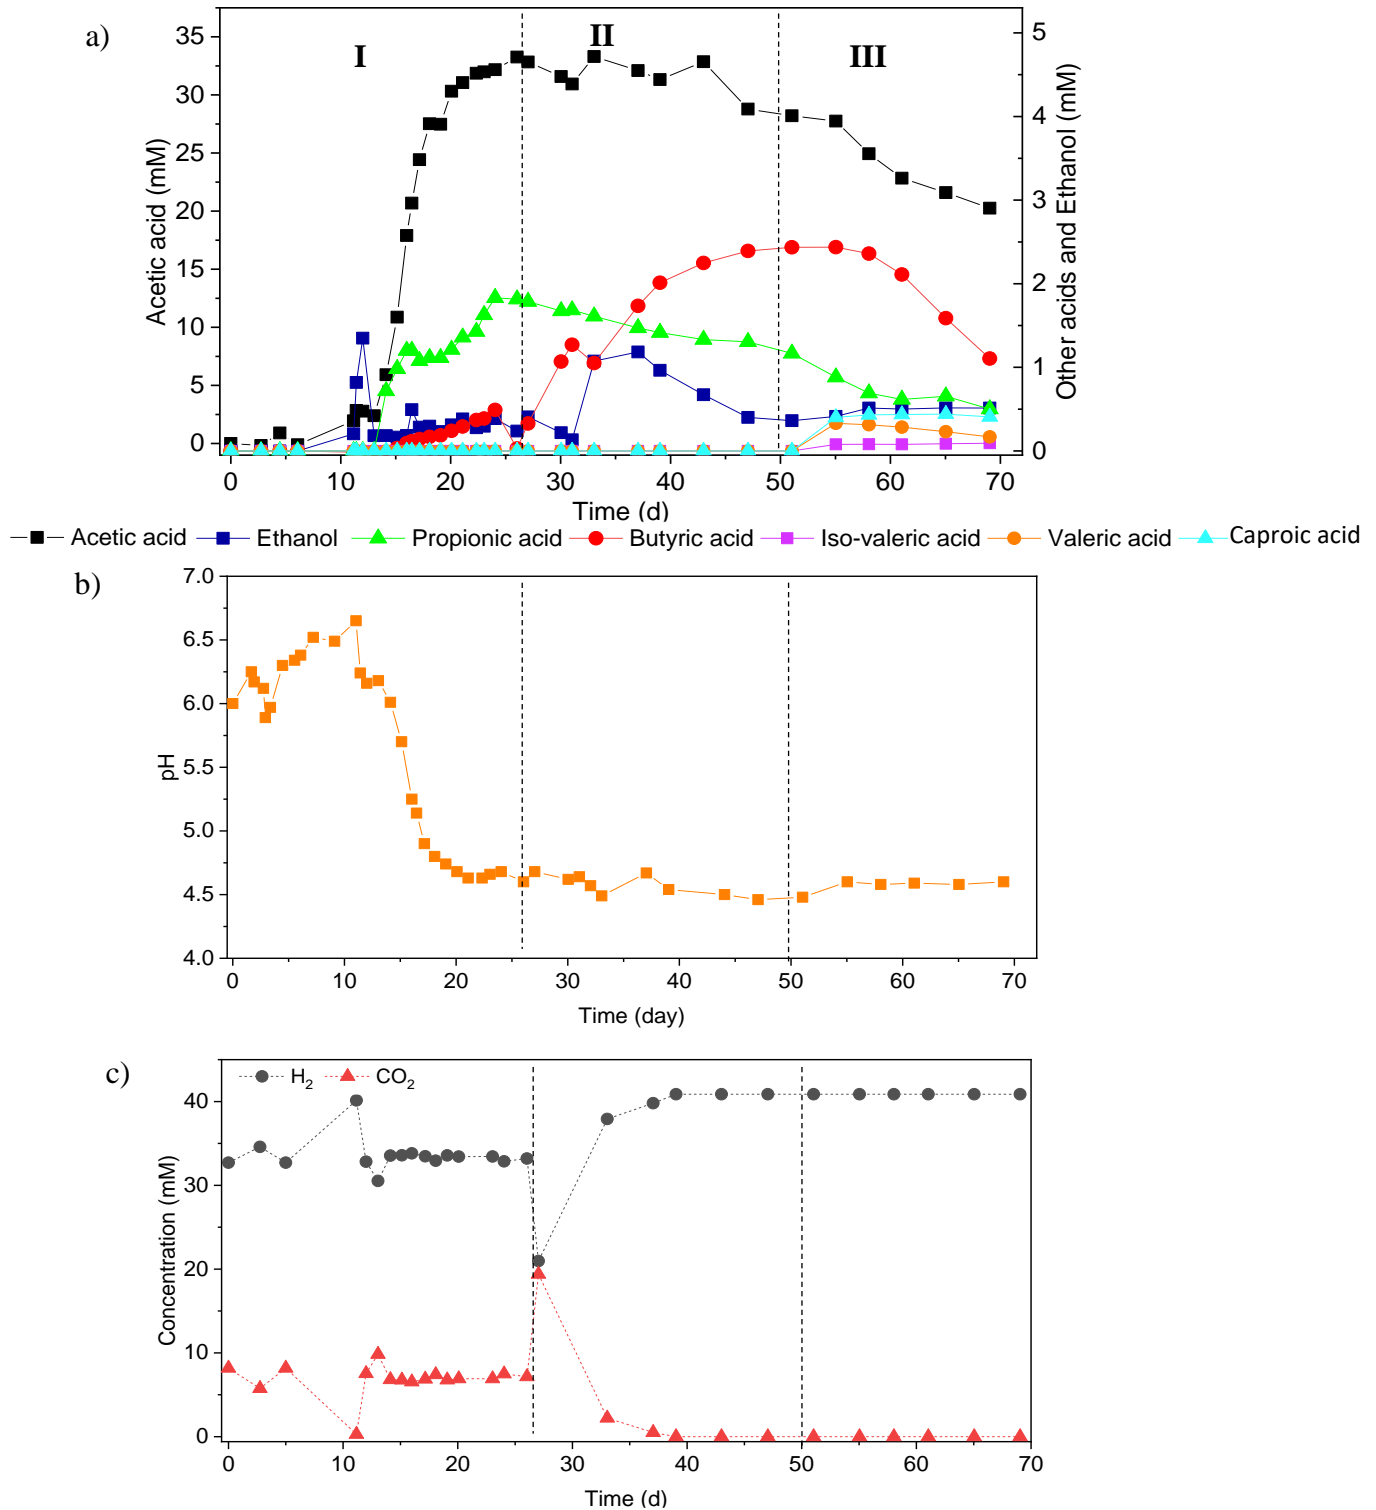 a)
I
II
III
35
30
25
20
15
10
5
0
Acetic acid (mM)
5
4
3
2
1
0
Other acids and Ethanol (mM)
0 10 20 30 40 50 60 70
Time (d)
Acetic acid Ethanol Propionic acid Butyric acid Iso-valeric acid Valeric acid Caproic acid
b)
7.0
6.5
6.0
5.5
5.0
4.5
4.0
pH
0 10 20 30 40 50 60 70
Time (day)
c)
H₂ CO₂
40
30
20
10
0
Concentration (mM)
0 10 20 30 40 50 60 70
Time (d)